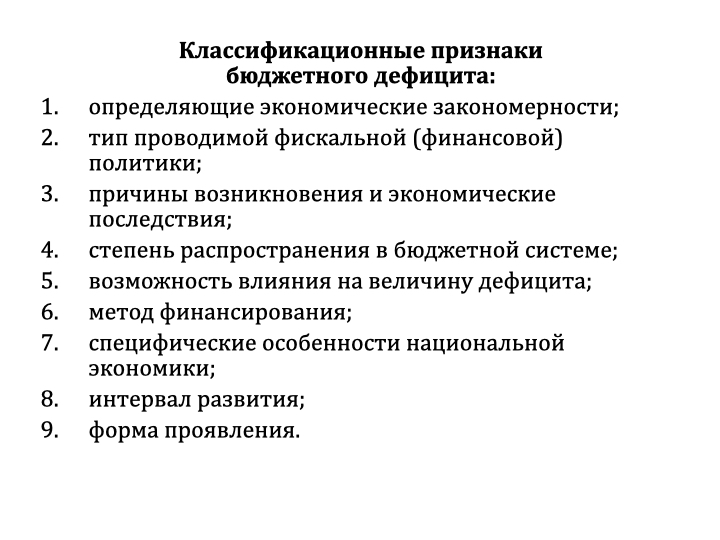 Классификационные признаки
бюджетного дефицита:
1. определяющие экономические закономерности;
2. тип проводимой фискальной (финансовой)
политики;
3. причины возникновения и экономические
последствия;
4. степень распространения в бюджетной системе;
5. возможность влияния на величину дефицита;
6. метод финансирования;
7. специфические особенности национальной
экономики;
8. интервал развития;
9. форма проявления.